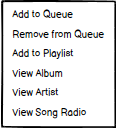 Add to Queue
Remove from Queue
Add to Playlist
View Album
View Artist
View Song Radio